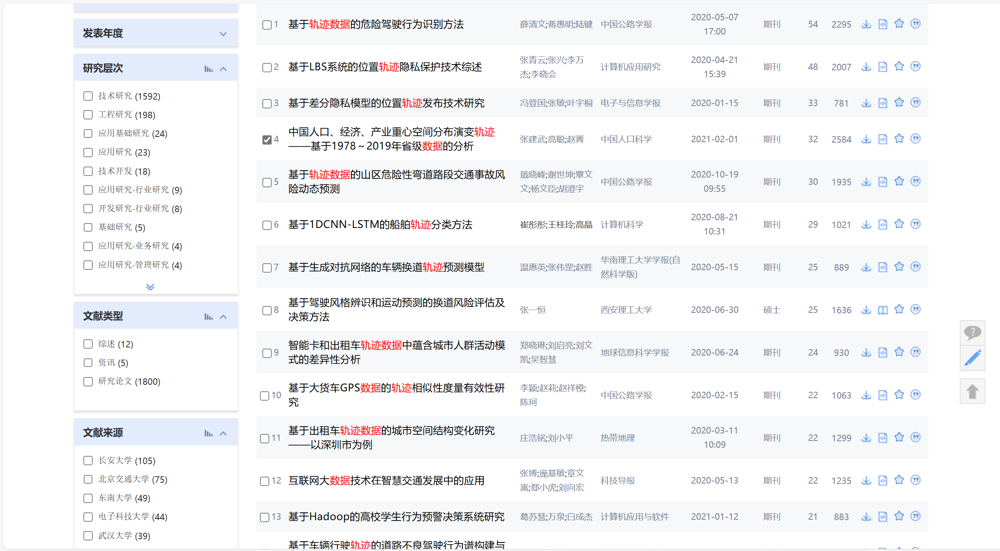 发表年度
研究层次
技术研究 (1592)
工程研究 (198)
应用基础研究 (24)
应用研究 (23)
技术开发 (18)
应用研究-行业研究 (9)
开发研究-行业研究 (8)
基础研究 (5)
应用研究-业务研究 (4)
应用研究-管理研究 (4)
文献类型
综述 (12)
资讯 (5)
研究论文 (1800)
文献来源
长安大学 (105)
北京交通大学 (75)
东南大学 (49)
电子科技大学 (44)
武汉大学 (39)
1 基于轨迹数据的危险驾驶行为识别方法 薛清文;蒋愚明;陆键 中国公路学报 2020-05-07 期刊 54 2295
17:00
2 基于LBS系统的位置轨迹隐私保护技术综述 张青云;张兴;李万 计算机应用研究 2020-04-21 期刊 48 2007
杰;李晓会 15:39
3 基于差分隐私模型的位置轨迹发布技术研究 冯登国;张敏;叶宇桐 电子与信息学报 2020-01-15 期刊 33 781
4 中国人口、经济、产业重心空间分布演变轨迹 张建武;高聪;赵菁 中国人口科学 2021-02-01 期刊 32 2584
——基于1978～2019年省级数据的分析
5 基于轨迹数据的山区危险性弯道路段交通事故风 戢晓峰;谢世坤;覃文 中国公路学报 2020-10-19 期刊 30 1935
险动态预测 文;杨文臣;胡澄宇 09:55
6 基于1DCNN-LSTM的船舶轨迹分类方法 崔彤彤;王桂玲;高晶 计算机科学 2020-08-21 期刊 29 1021
10:31
7 基于生成对抗网络的车辆换道轨迹预测模型 温惠英;张伟罡;赵胜 华南理工大学学报(自 2020-05-15 期刊 25 889
然科学版)
8 基于驾驶风格辨识和运动预测的换道风险评估及 张一恒 西安理工大学 2020-06-30 硕士 25 1636
决策方法
9 智能卡和出租车轨迹数据中蕴含城市人群活动模 郑晓琳;刘启亮;刘文 地球信息科学学报 2020-06-24 期刊 24 930
式的差异性分析 凯;吴智慧
10 基于大货车GPS数据的轨迹相似性度量有效性研 李颖;赵莉;赵祥模; 中国公路学报 2020-02-15 期刊 22 1063
究 陈珂
11 基于出租车轨迹数据的城市空间结构变化研究 庄浩铭;刘小平 热带地理 2020-03-11 期刊 22 1299
——以深圳市为例 10:09
12 互联网大数据技术在智慧交通发展中的应用 张博;庞基敏;章文 科技导报 2020-05-13 期刊 22 1235
嵩;郄小虎;刘向宏
13 基于Hadoop的高校学生行为预警决策系统研究 葛苏慧;万泉;白成杰 计算机应用与软件 2021-01-12 期刊 21 883
基于车辆行驶轨迹的道路不良驾驶行为谱构建与